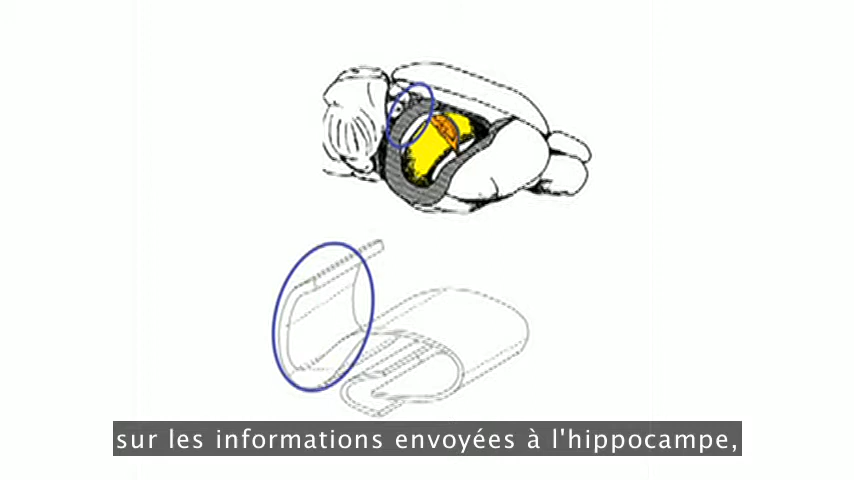 sur les informations envoyées à l'hippocampe,